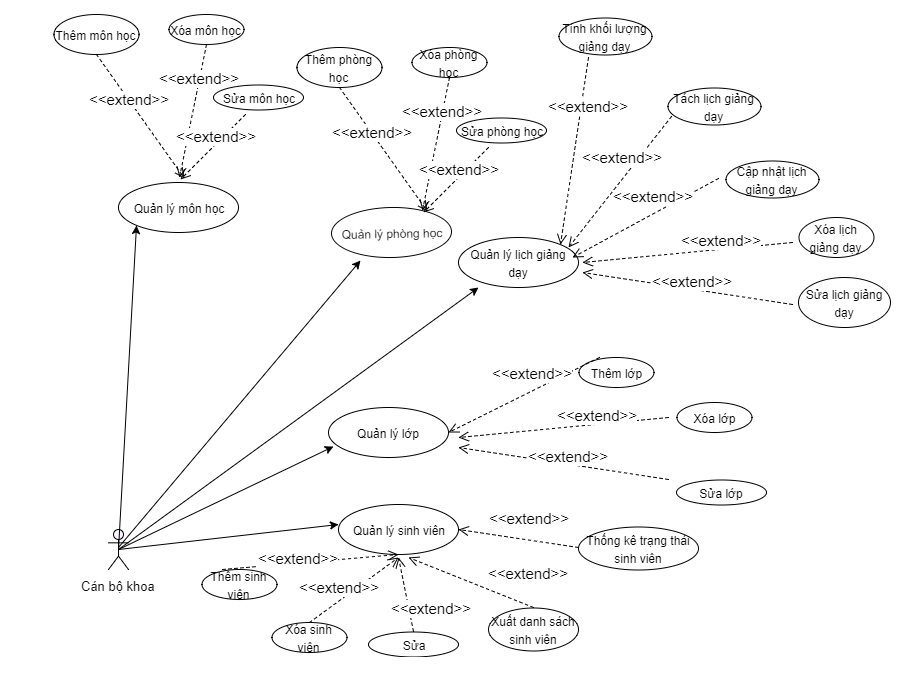 Thêm môn học
Xóa môn học
<<extend>>
<<extend>>
Sửa môn học
<<extend>>
Quản lý môn học
Thêm phòng
học
Xóa phòng
học
<<extend>>
<<extend>>
Sửa phòng học
<<extend>>
Quản lý phòng học
Tính khối lượng
giảng dạy
<<extend>>
Tách lịch giảng
dạy
<<extend>>
Cập nhật lịch
giảng dạy
<<extend>>
Xóa lịch
giảng dạy
<<extend>>
Sửa lịch giảng
dạy
<<extend>>
Quản lý lịch giảng
dạy
<<extend>>
Thêm lớp
<<extend>>
Xóa lớp
<<extend>>
Sửa lớp
Quản lý lớp
Quản lý sinh viên
<<extend>>
Thống kê trạng thái
sinh viên
<<extend>>
Thêm sinh
viên
<<extend>>
Xóa sinh
viên
<<extend>>
Sửa
<<extend>>
Xuất danh sách
sinh viên
Cán bộ khoa